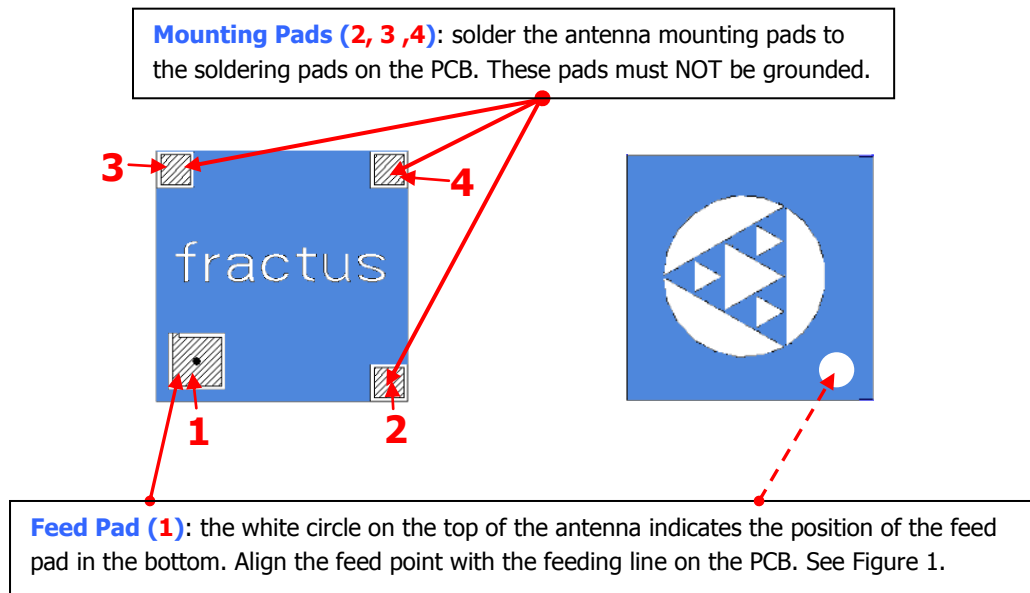 Mounting Pads (2, 3 ,4): solder the antenna mounting pads to
the soldering pads on the PCB. These pads must NOT be grounded.
3
4
fractus
1
2
Feed Pad (1): the white circle on the top of the antenna indicates the position of the feed
pad in the bottom. Align the feed point with the feeding line on the PCB. See Figure 1.